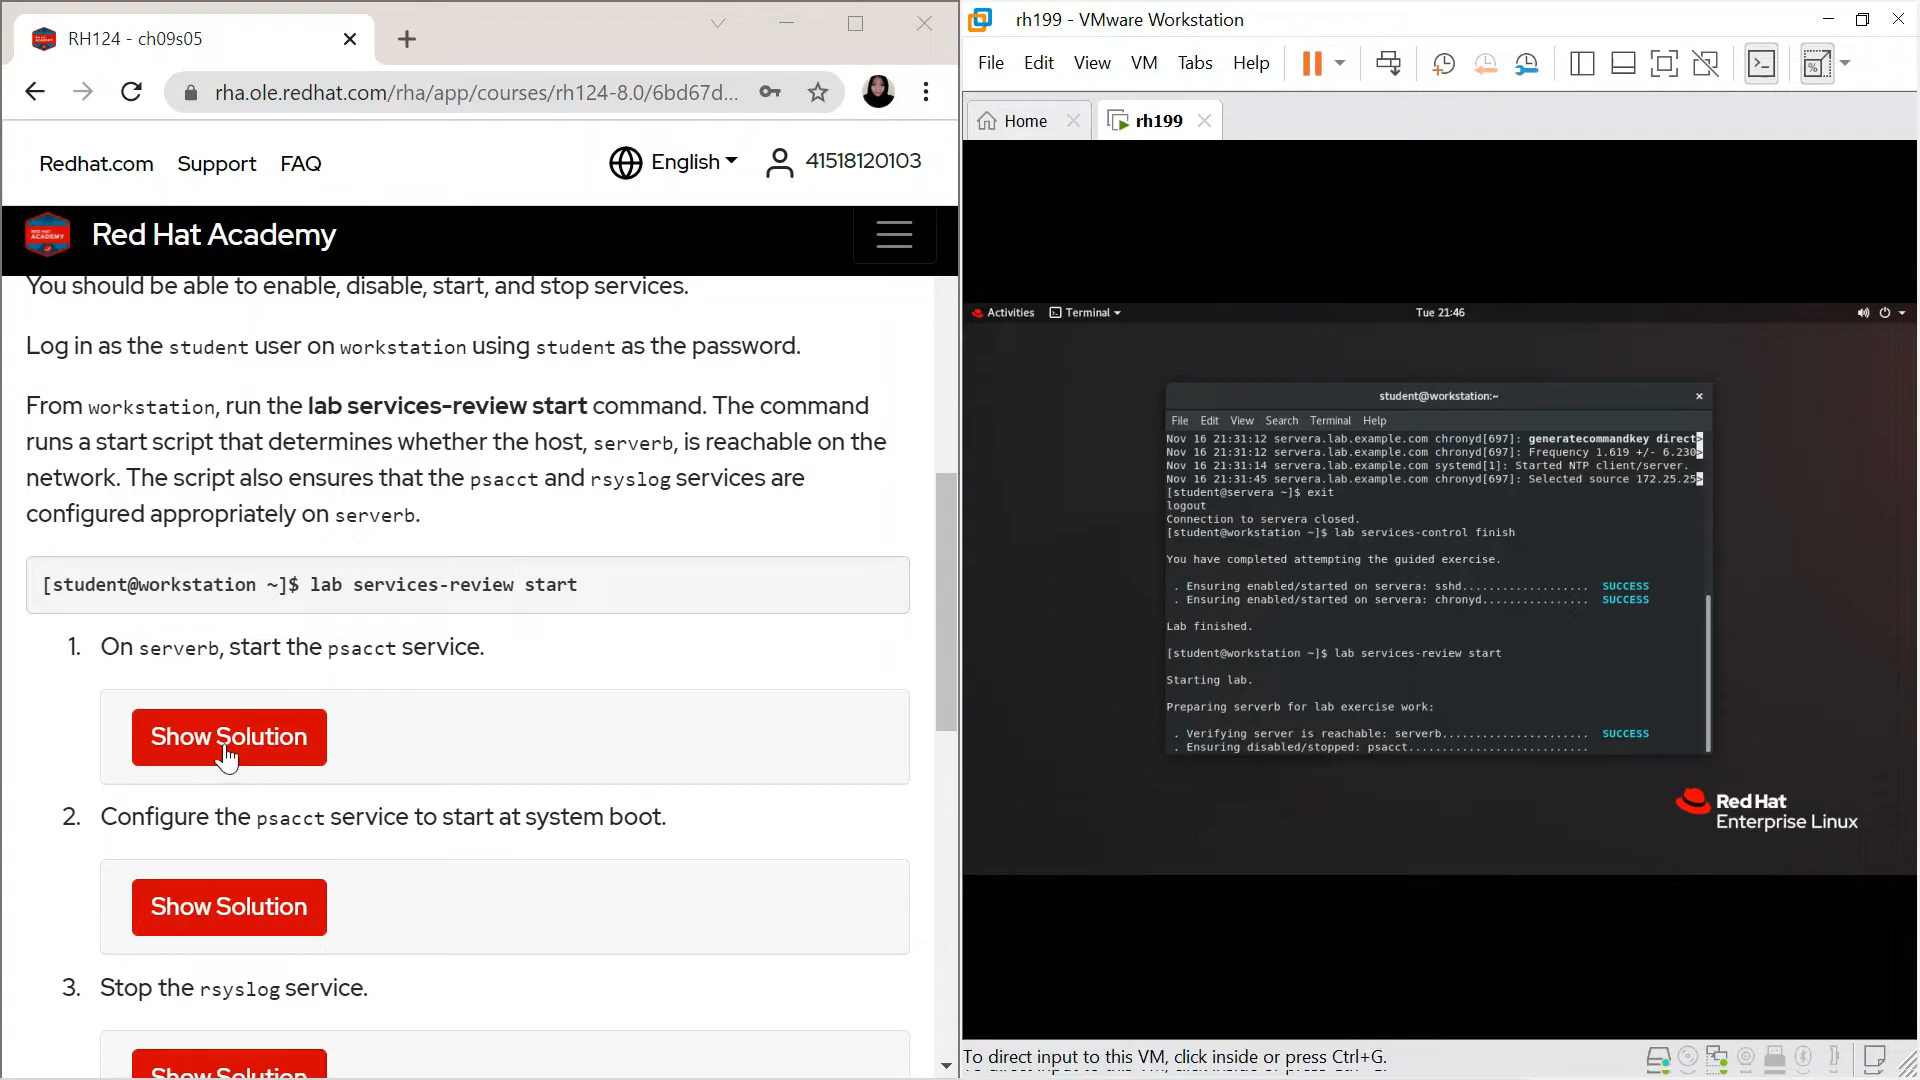 RH124 - ch09s05
rha.ole.redhat.com/rha/app/courses/rh124-8.0/6bd67d...
Redhat.com Support FAQ English 41518120103
RED HAT ACADEMY Red Hat Academy
You should be able to enable, disable, start, and stop services.
Log in as the student user on workstation using student as the password.
From workstation, run the lab services-review start command. The command
runs a start script that determines whether the host, serverb, is reachable on the
network. The script also ensures that the psacct and rsyslog services are
configured appropriately on serverb.
[student@workstation ~]$ lab services-review start
1. On serverb, start the psacct service.
Show Solution
2. Configure the psacct service to start at system boot.
Show Solution
3. Stop the rsyslog service.
Show Solution
rh199 - VMware Workstation
File Edit View VM Tabs Help
Home rh199
Activities Terminal Tue 21:46
student@workstation:~
File Edit View Search Terminal Help
Nov 16 21:31:12 servera.lab.example.com chronyd[697]: generatecommandkey direct>
Nov 16 21:31:12 servera.lab.example.com chronyd[697]: Frequency 1.619 +/- 6.230>
Nov 16 21:31:14 servera.lab.example.com systemd[1]: Started NTP client/server.
Nov 16 21:31:45 servera.lab.example.com chronyd[697]: Selected source 172.25.25>
[student@servera ~]$ exit
logout
Connection to servera closed.
[student@workstation ~]$ lab services-control finish
You have completed attempting the guided exercise.
. Ensuring enabled/started on servera: sshd.................... SUCCESS
. Ensuring enabled/started on servera: chronyd................. SUCCESS
Lab finished.
[student@workstation ~]$ lab services-review start
Starting lab.
Preparing serverb for lab exercise work:
. Verifying server is reachable: serverb....................... SUCCESS
. Ensuring disabled/stopped: psacct............................
Red Hat
Enterprise Linux
To direct input to this VM, click inside or press Ctrl+G.